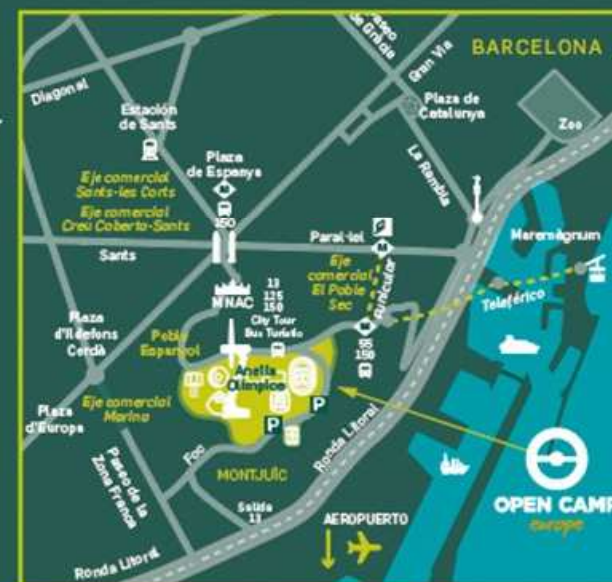 BARCELONA
Paseo
de Gràcia
Gran Via
Diagonal
Estación
de Sants
Plaza de
Catalunya
Zoo
Plaza
de Espanya
M
Eje comercial
Sants-les Corts
150
Eje comercial
Creu Coberta-Sants
La Rambla
Sants
Paral·lel
M
Maremàgnum
Eje
comercial
El Poble
Sec
Funicular
MNAC
13
125
150
City Tour
Bus Turístic
Teleférico
M
55
150
Plaza
d'Ildefons
Cerdà
Poble
Espanyol
Anella
Olímpica
P
P
Eje comercial
Marina
Plaza
d'Europa
Foc
MONTJUÏC
Ronda Litoral
Paseo de la
Zona Franca
Salida
13
OPEN CAMP
europe
AEROPUERTO
Ronda Litoral